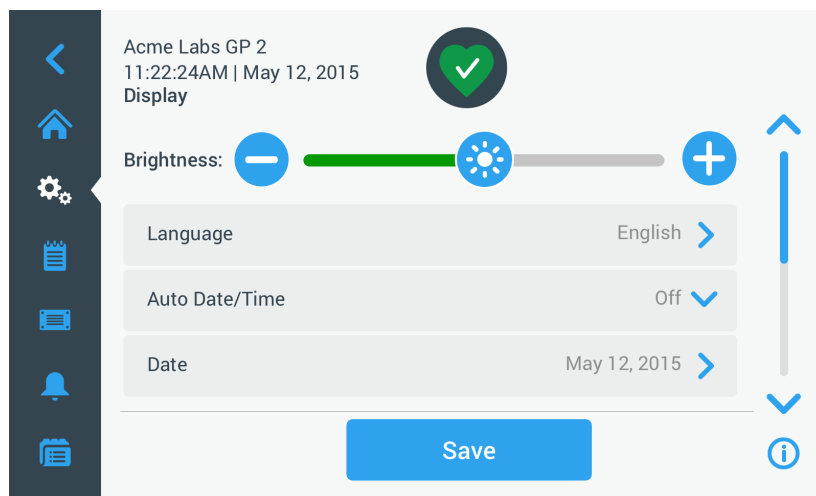 Acme Labs GP 2
11:22:24AM | May 12, 2015
Display
Brightness:
Language English
Auto Date/Time Off
Date May 12, 2015
Save